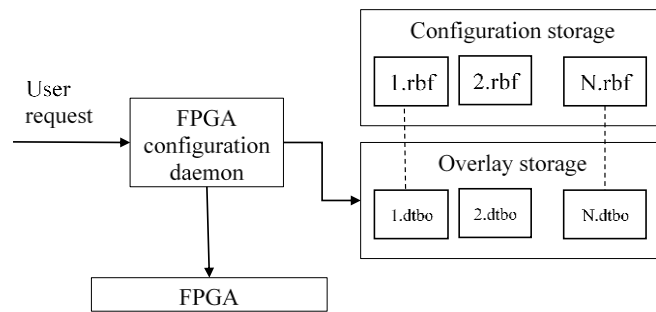 Configuration storage
1.rbf
2.rbf
N.rbf
User
request
FPGA
configuration
daemon
Overlay storage
1.dtbo
2.dtbo
N.dtbo
FPGA